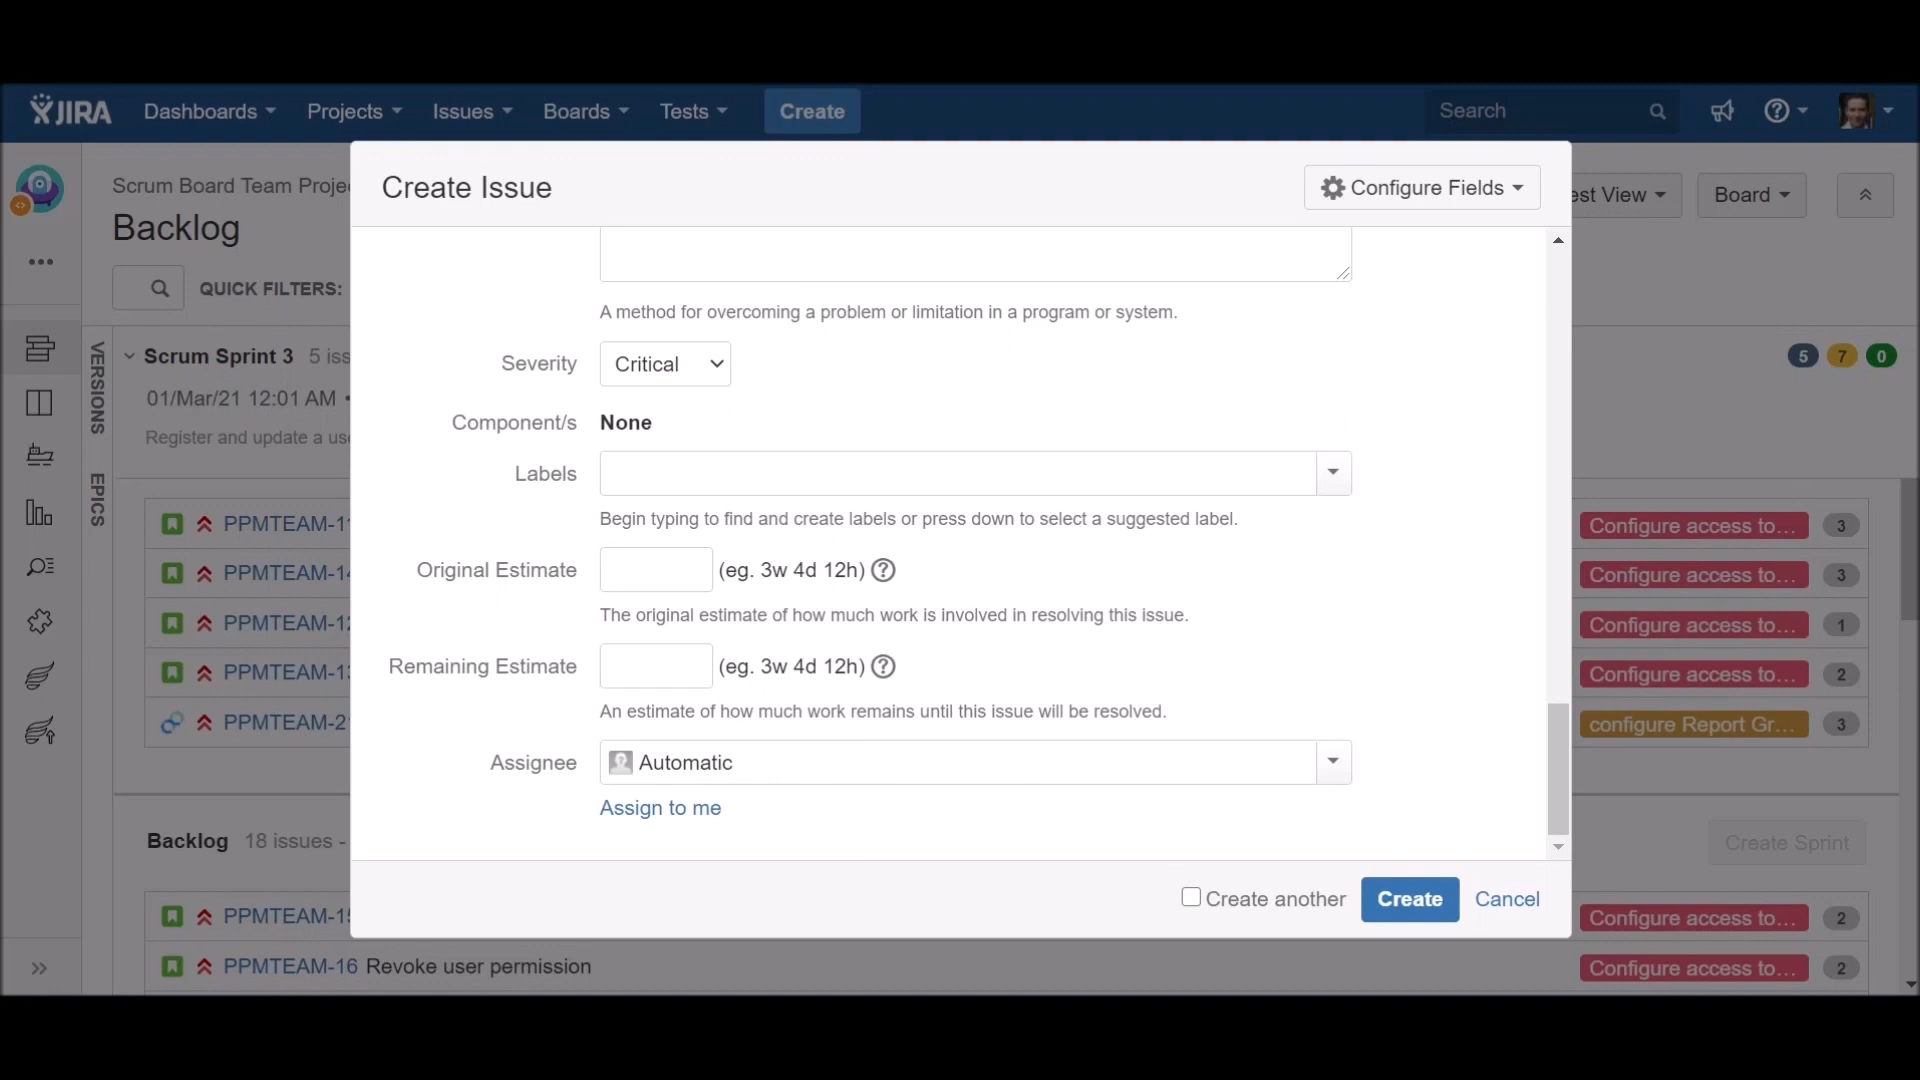 JIRA Dashboards Projects Issues Boards Tests Create Search
Scrum Board Team Proje
Backlog
QUICK FILTERS:
est View Board
VERSIONS
EPICS
Scrum Sprint 3 5 iss
01/Mar/21 12:01 AM •
Register and update a use
5 7 0
PPMTEAM-11
PPMTEAM-14
PPMTEAM-12
PPMTEAM-13
PPMTEAM-2
Configure access to... 3
Configure access to... 3
Configure access to... 1
Configure access to... 2
configure Report Gr... 3
Backlog 18 issues -
Create Sprint
PPMTEAM-15
Configure access to... 2
PPMTEAM-16 Revoke user permission
Configure access to... 2
Create Issue
Configure Fields
A method for overcoming a problem or limitation in a program or system.
Severity Critical
Component/s None
Labels
Begin typing to find and create labels or press down to select a suggested label.
Original Estimate (eg. 3w 4d 12h) ?
The original estimate of how much work is involved in resolving this issue.
Remaining Estimate (eg. 3w 4d 12h) ?
An estimate of how much work remains until this issue will be resolved.
Assignee Automatic
Assign to me
Create another Create Cancel